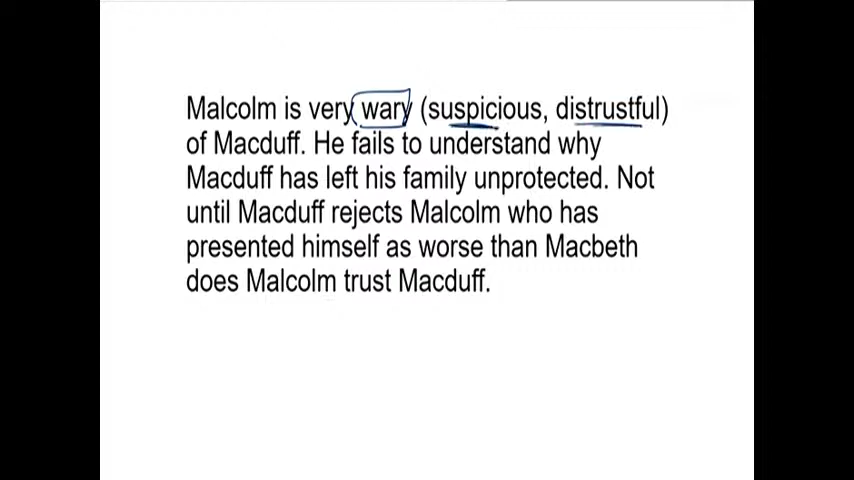 Malcolm is very wary (suspicious, distrustful)
of Macduff. He fails to understand why
Macduff has left his family unprotected. Not
until Macduff rejects Malcolm who has
presented himself as worse than Macbeth
does Malcolm trust Macduff.